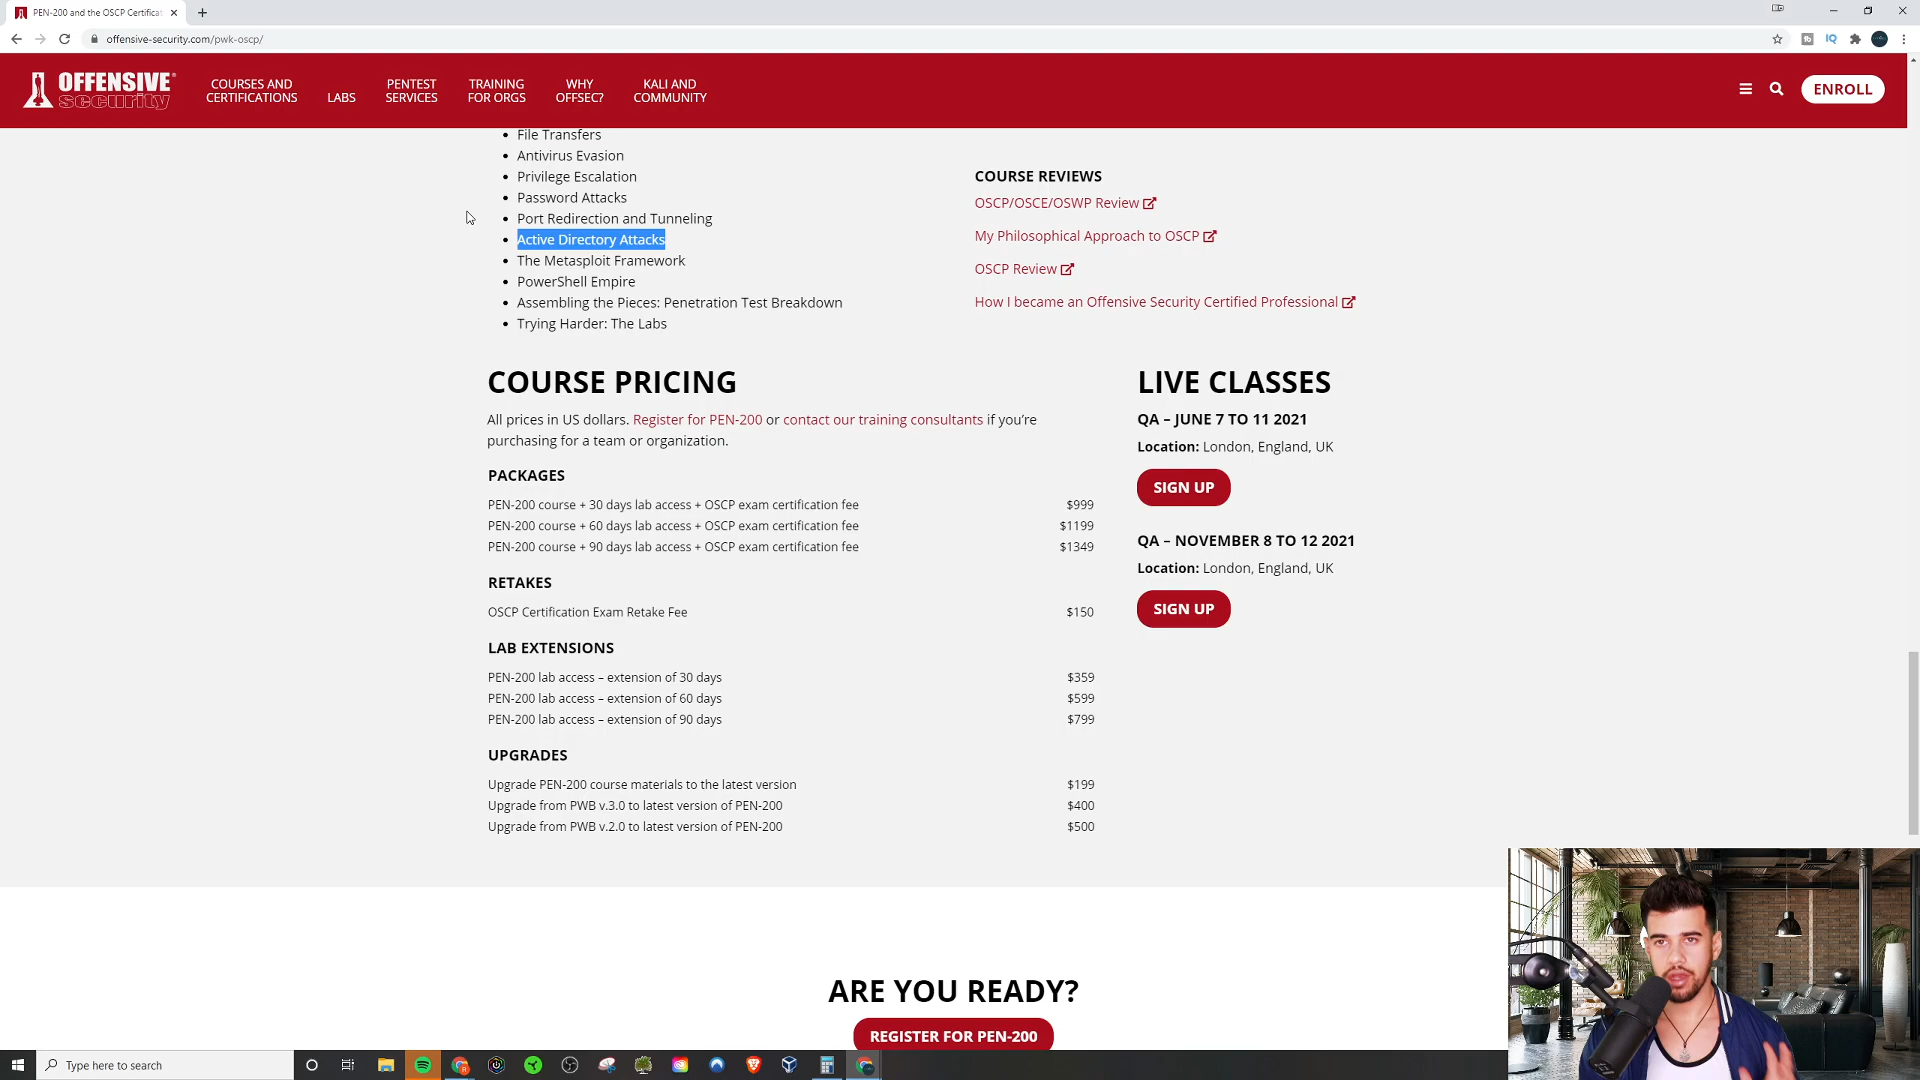 PEN-200 and the OSCP Certificat
offensive-security.com/pwk-oscp/
OFFENSIVE
security
COURSES AND
CERTIFICATIONS
LABS
PENTEST
SERVICES
TRAINING
FOR ORGS
WHY
OFFSEC?
KALI AND
COMMUNITY
ENROLL
File Transfers
Antivirus Evasion
Privilege Escalation
Password Attacks
Port Redirection and Tunneling
Active Directory Attacks
The Metasploit Framework
PowerShell Empire
Assembling the Pieces: Penetration Test Breakdown
Trying Harder: The Labs
COURSE REVIEWS
OSCP/OSCE/OSWP Review
My Philosophical Approach to OSCP
OSCP Review
How I became an Offensive Security Certified Professional
COURSE PRICING
All prices in US dollars. Register for PEN-200 or contact our training consultants if you're
purchasing for a team or organization.
PACKAGES
PEN-200 course + 30 days lab access + OSCP exam certification fee $999
PEN-200 course + 60 days lab access + OSCP exam certification fee $1199
PEN-200 course + 90 days lab access + OSCP exam certification fee $1349
RETAKES
OSCP Certification Exam Retake Fee $150
LAB EXTENSIONS
PEN-200 lab access – extension of 30 days $359
PEN-200 lab access – extension of 60 days $599
PEN-200 lab access – extension of 90 days $799
UPGRADES
Upgrade PEN-200 course materials to the latest version $199
Upgrade from PWB v.3.0 to latest version of PEN-200 $400
Upgrade from PWB v.2.0 to latest version of PEN-200 $500
LIVE CLASSES
QA – JUNE 7 TO 11 2021
Location: London, England, UK
SIGN UP
QA – NOVEMBER 8 TO 12 2021
Location: London, England, UK
SIGN UP
ARE YOU READY?
REGISTER FOR PEN-200
Type here to search